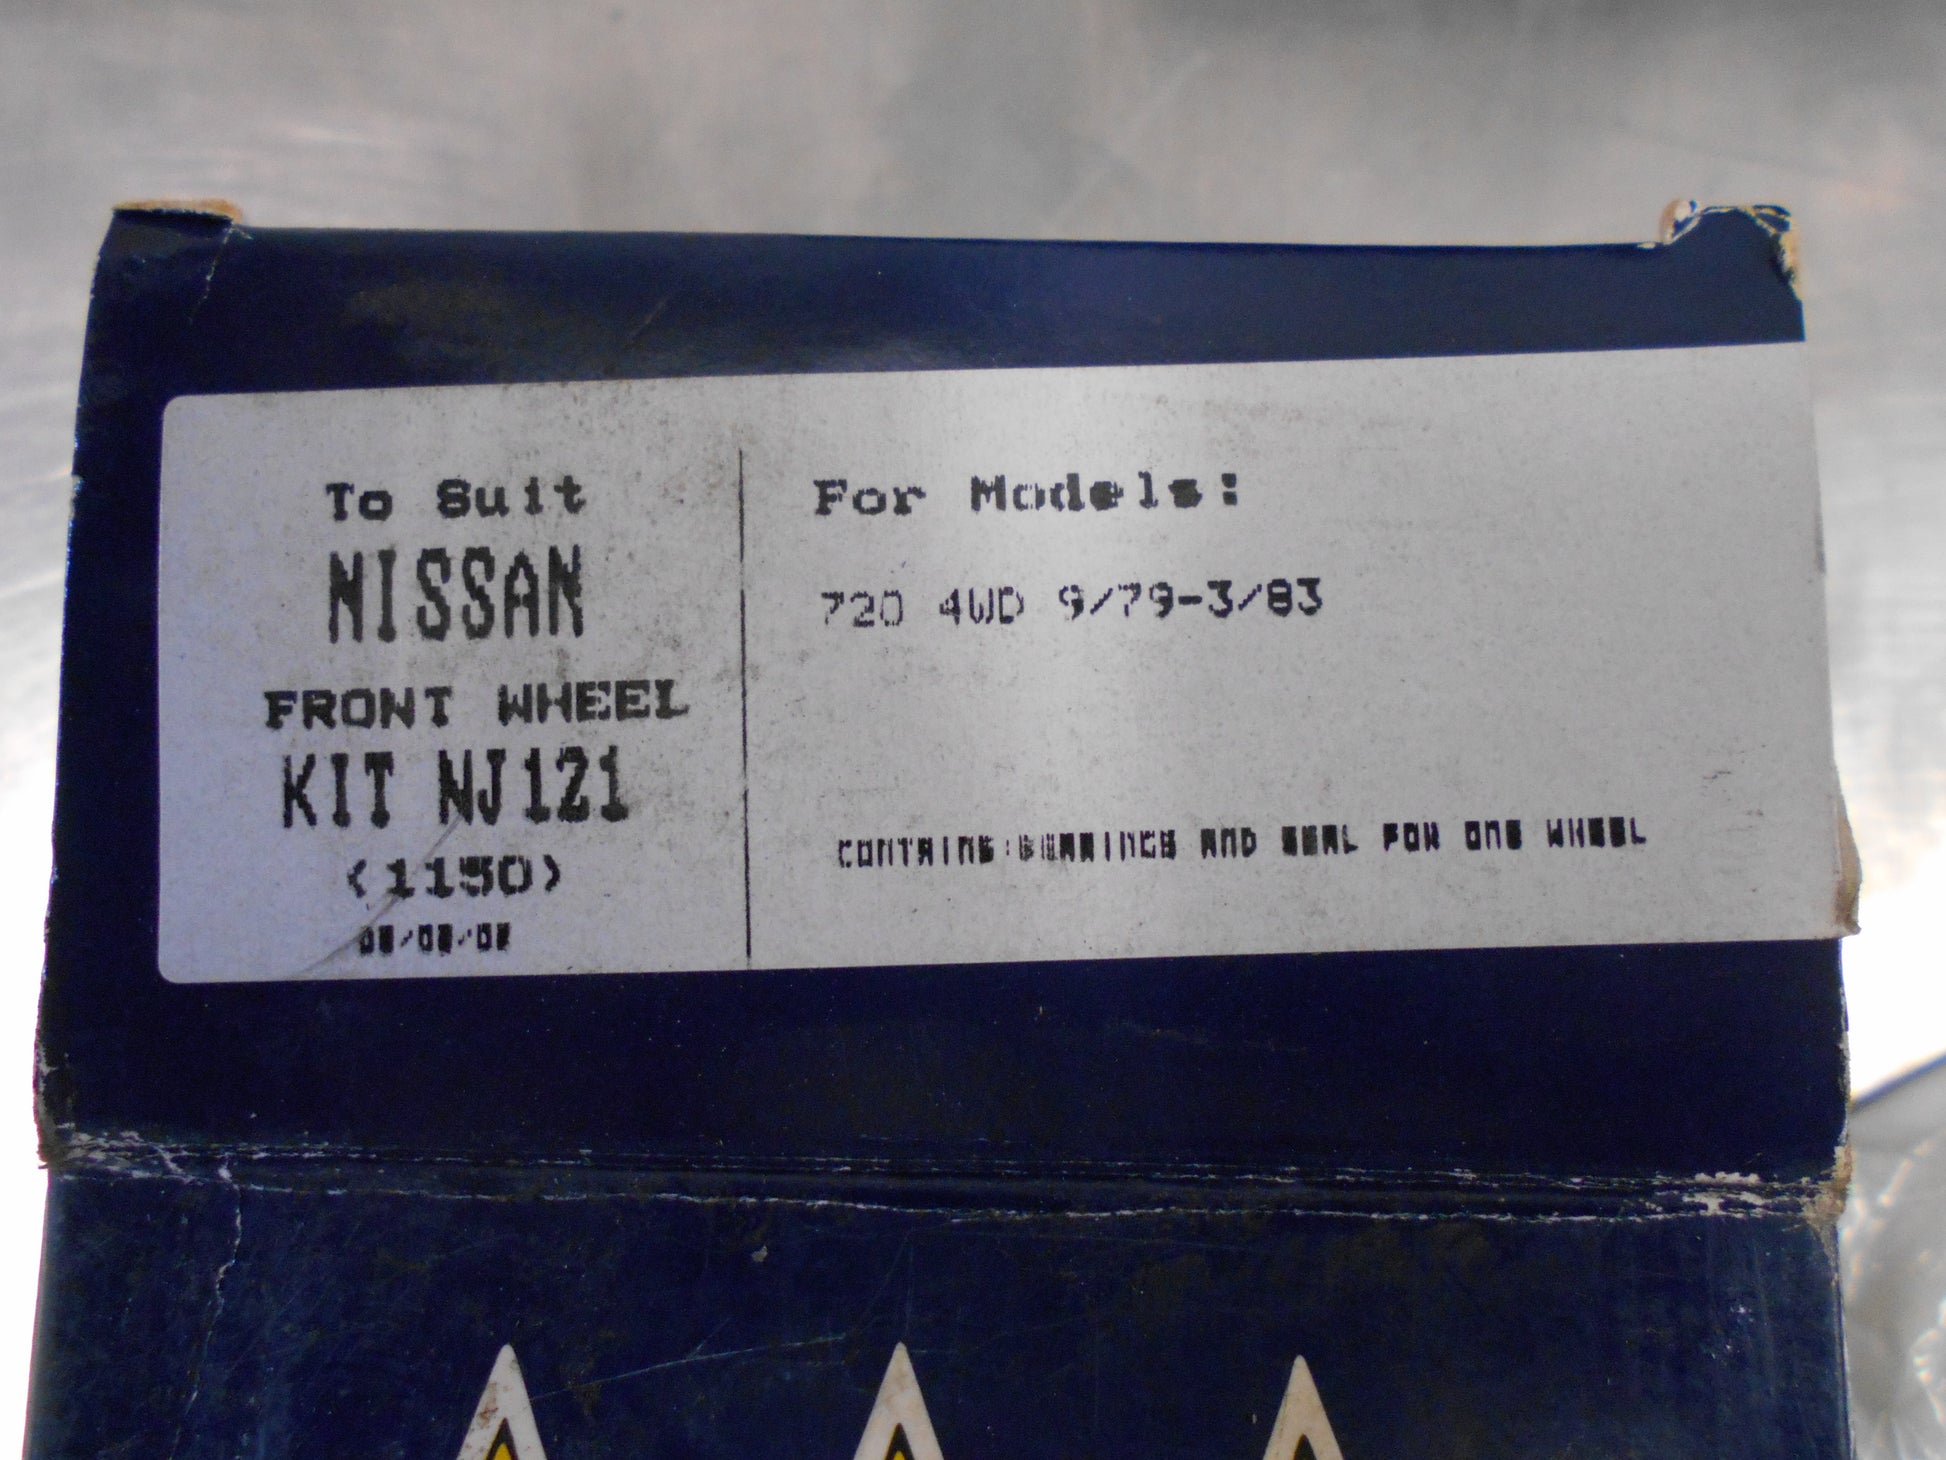 To Suit
NISSAN
FRONT WHEEL
KIT NJ121
(1150)
For Models:
720 4WD 9/79-3/83
CONTAINS:BEARINGS AND SEAL FOR ONE WHEEL